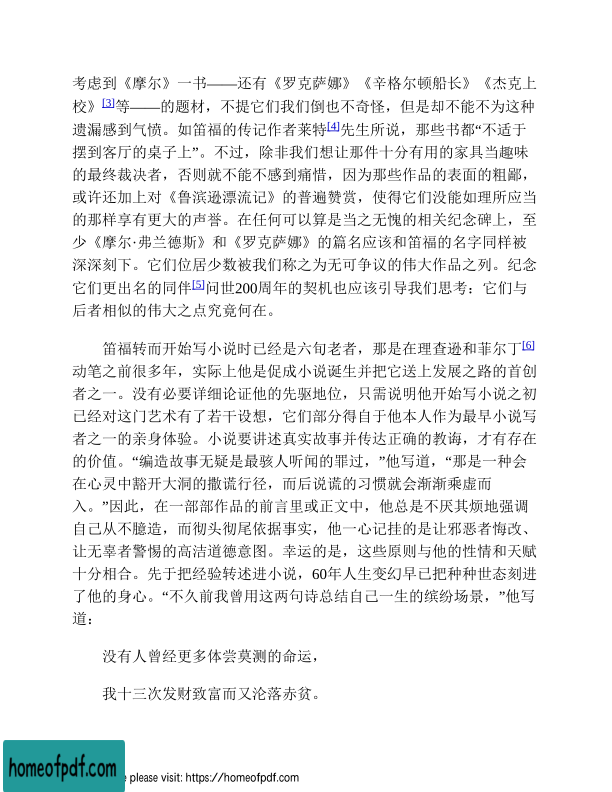 考虑到《摩尔》一书——还有《罗克萨娜》《辛格尔顿船长》《杰克上
校》[3]等——的题材，不提它们我们倒也不奇怪，但是却不能不为这种
遗漏感到气愤。如笛福的传记作者莱特[4]先生所说，那些书都“不适于
摆到客厅的桌子上”。不过，除非我们想让那件十分有用的家具当趣味
的最终裁决者，否则就不能不感到痛惜，因为那些作品的表面的粗鄙，
或许还加上对《鲁滨逊漂流记》的普遍赞赏，使得它们没能如理所应当
的那样享有更大的声誉。在任何可以算是当之无愧的相关纪念碑上，至
少《摩尔·弗兰德斯》和《罗克萨娜》的篇名应该和笛福的名字同样被
深深刻下。它们位居少数被我们称之为无可争议的伟大作品之列。纪念
它们更出名的同伴[5]问世200周年的契机也应该引导我们思考：它们与
后者相似的伟大之点究竟何在。
笛福转而开始写小说时已经是六旬老者，那是在理查逊和菲尔丁[6]
动笔之前很多年，实际上他是促成小说诞生并把它送上发展之路的首创
者之一。没有必要详细论证他的先驱地位，只需说明他开始写小说之初
已经对这门艺术有了若干设想，它们部分得自于他本人作为最早小说写
者之一的亲身体验。小说要讲述真实故事并传达正确的教诲，才有存在
的价值。“编造故事无疑是最骇人听闻的罪过，”他写道，“那是一种会
在心灵中豁开大洞的撒谎行径，而后说谎的习惯就会渐渐乘虚而
入。”因此，在一部部作品的前言里或正文中，他总是不厌其烦地强调
自己从不臆造，而彻头彻尾依据事实，他一心记挂的是让邪恶者悔改、
让无辜者警惕的高洁道德意图。幸运的是，这些原则与他的性情和天赋
十分相合。先于把经验转述进小说，60年人生变幻早已把种种世态刻进
了他的身心。“不久前我曾用这两句诗总结自己一生的缤纷场景，”他写
道：
没有人曾经更多体尝莫测的命运，
我十三次发财致富而又沦落赤贫。
homeofpdf.com
e please visit: https://homeofpdf.com